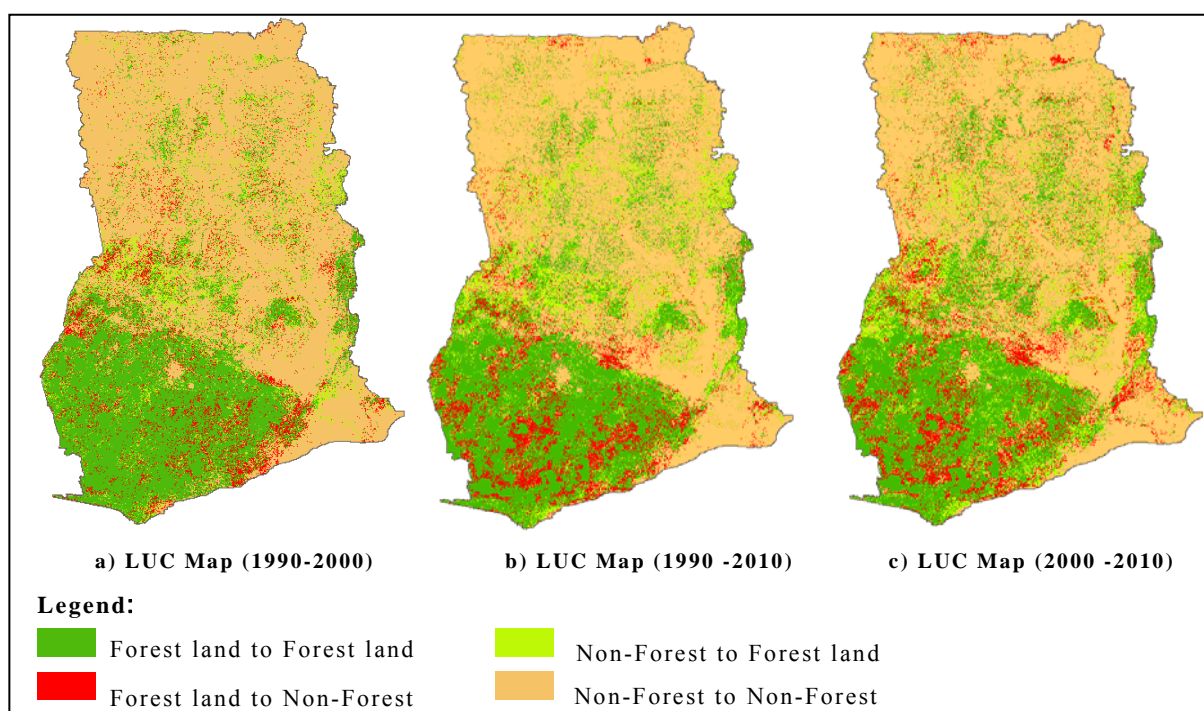 a) LUC Map (1990-2000) b) LUC Map (1990 -2010) c) LUC Map (2000 -2010)
Legend:
Forest land to Forest land Non-Forest to Forest land
Forest land to Non-Forest Non-Forest to Non-Forest